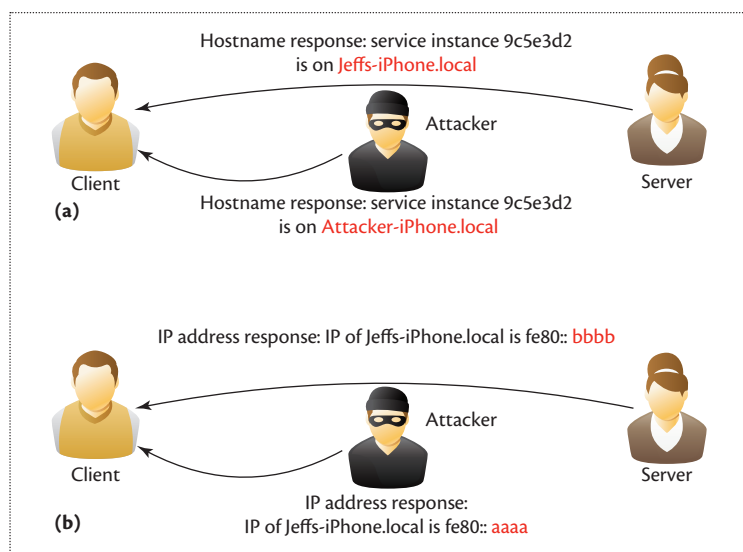 Hostname response: service instance 9c5e3d2
is on Jeffs-iPhone.local
Attacker
Client
Server
(a)
Hostname response: service instance 9c5e3d2
is on Attacker-iPhone.local
IP address response: IP of Jeffs-iPhone.local is fe80:: bbbb
Attacker
Client
Server
IP address response:
(b)
IP of Jeffs-iPhone.local is fe80:: aaaa